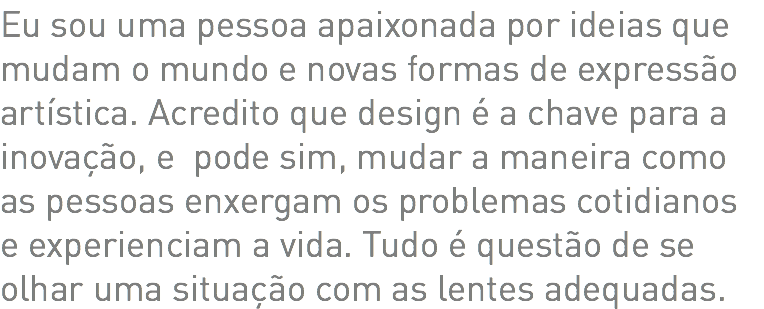 Eu sou uma pessoa apaixonada por ideias que
mudam o mundo e novas formas de expressão
artística. Acredito que design é a chave para a
inovação, e  pode sim, mudar a maneira como
as pessoas enxergam os problemas cotidianos
e experienciam a vida. Tudo é questão de se
olhar uma situação com as lentes adequadas.